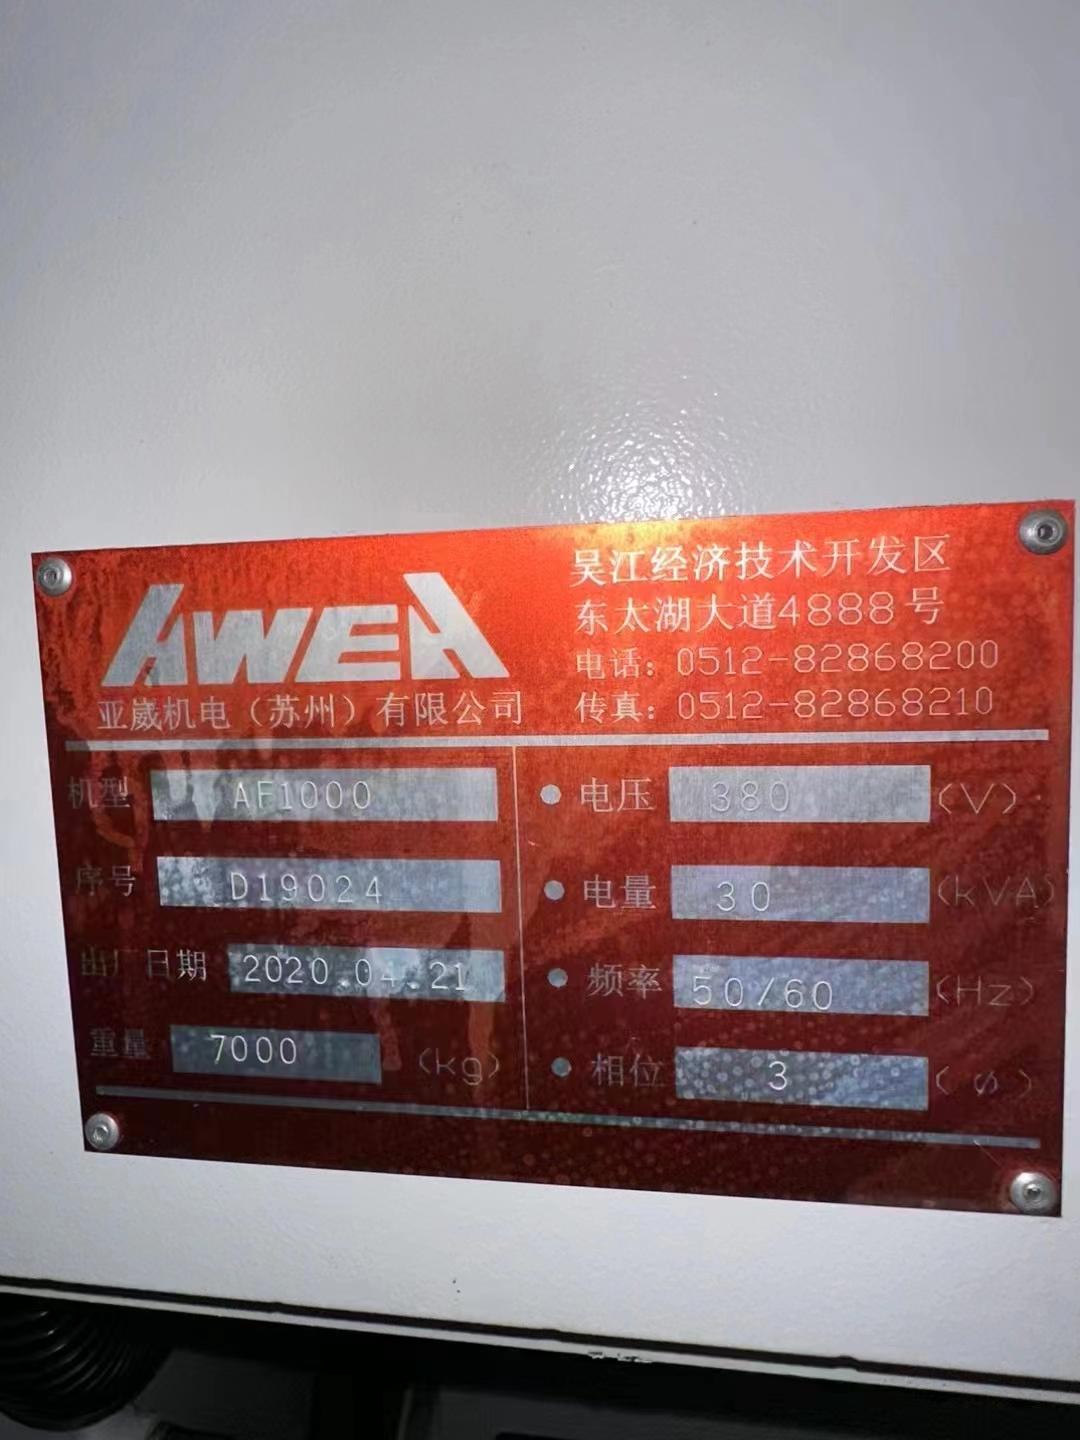 AWEA
亚崴机电（苏州）有限公司
吴江经济技术开发区
东太湖大道4888号
电话：0512-82868200
传真：0512-82868210
机型 AF1000
序号 D19024
出厂日期 2020.04.21
重量 7000 (kg)
电压 380 (V)
电量 30 (kVA)
频率 50/60 (Hz)
相位 3 (ø)